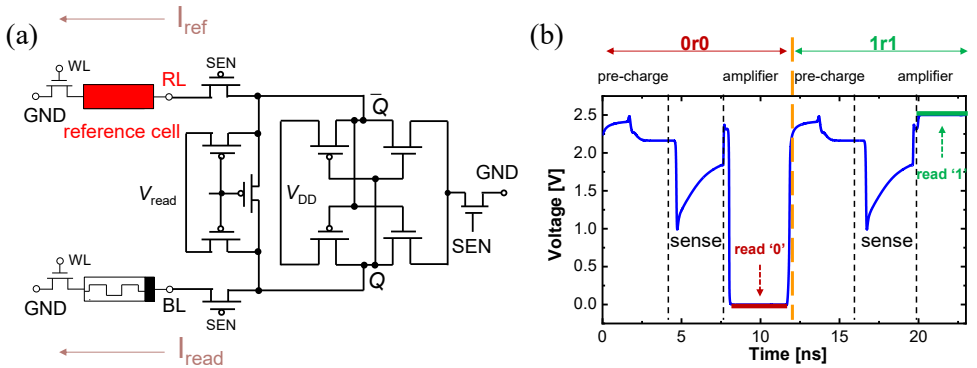 (a)
I_ref
WL
RL
SEN
GND
reference cell
Q̅
V_read
V_DD
GND
SEN
Q
WL
GND
BL
SEN
I_read
(b)
0r0
1r1
pre-charge
amplifier
pre-charge
amplifier
Voltage [V]
2.5
2.0
1.5
1.0
0.5
0.0
sense
read ‘0’
sense
read ‘1’
0
5
10
15
20
Time [ns]